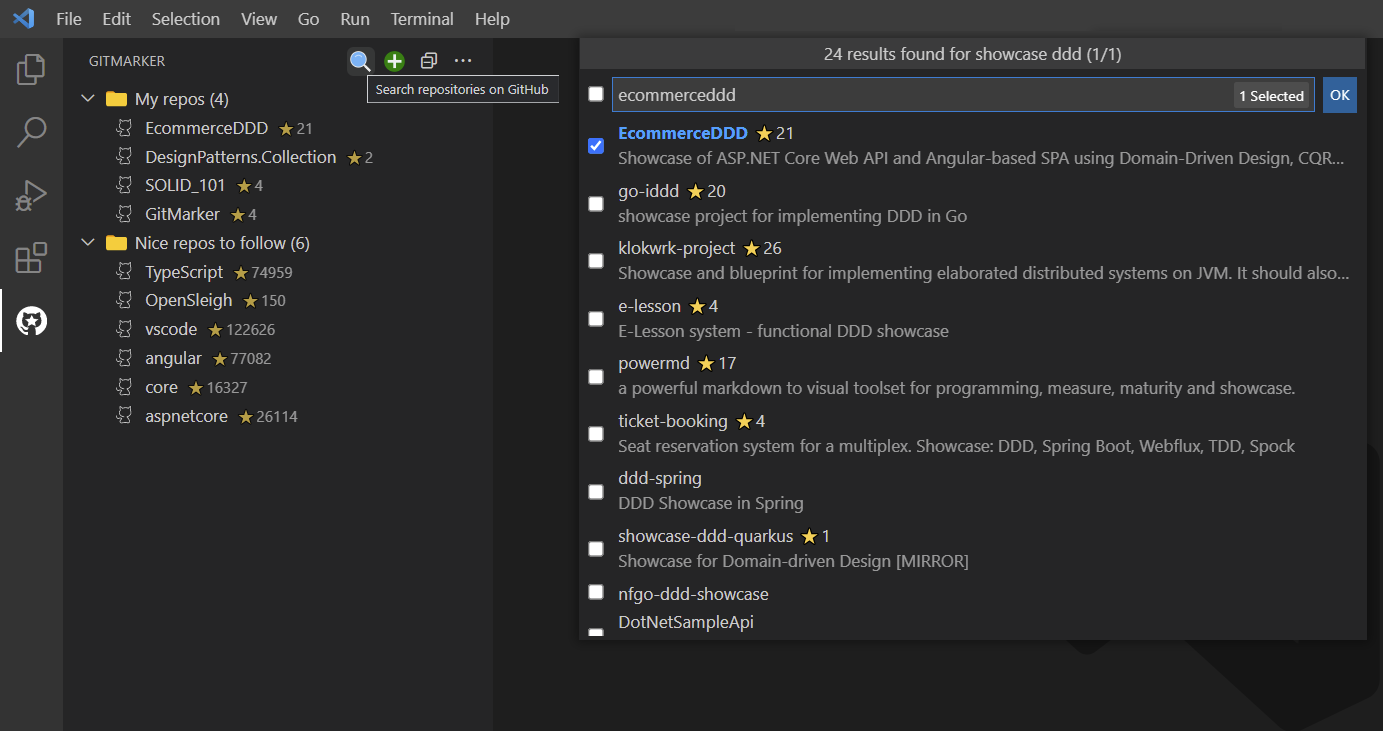 File Edit Selection View Go Run Terminal Help
GITMARKER
Search repositories on GitHub
My repos (4)
EcommerceDDD ★ 21
DesignPatterns.Collection ★ 2
SOLID_101 ★ 4
GitMarker ★ 4
Nice repos to follow (6)
TypeScript ★ 74959
OpenSleigh ★ 150
vscode ★ 122626
angular ★ 77082
core ★ 16327
aspnetcore ★ 26114
24 results found for showcase ddd (1/1)
ecommerceddd 1 Selected OK
EcommerceDDD ★ 21
Showcase of ASP.NET Core Web API and Angular-based SPA using Domain-Driven Design, CQR...
go-iddd ★ 20
showcase project for implementing DDD in Go
klokwrk-project ★ 26
Showcase and blueprint for implementing elaborated distributed systems on JVM. It should also...
e-lesson ★ 4
E-Lesson system - functional DDD showcase
powermd ★ 17
a powerful markdown to visual toolset for programming, measure, maturity and showcase.
ticket-booking ★ 4
Seat reservation system for a multiplex. Showcase: DDD, Spring Boot, Webflux, TDD, Spock
ddd-spring
DDD Showcase in Spring
showcase-ddd-quarkus ★ 1
Showcase for Domain-driven Design [MIRROR]
nfgo-ddd-showcase
DotNetSampleApi